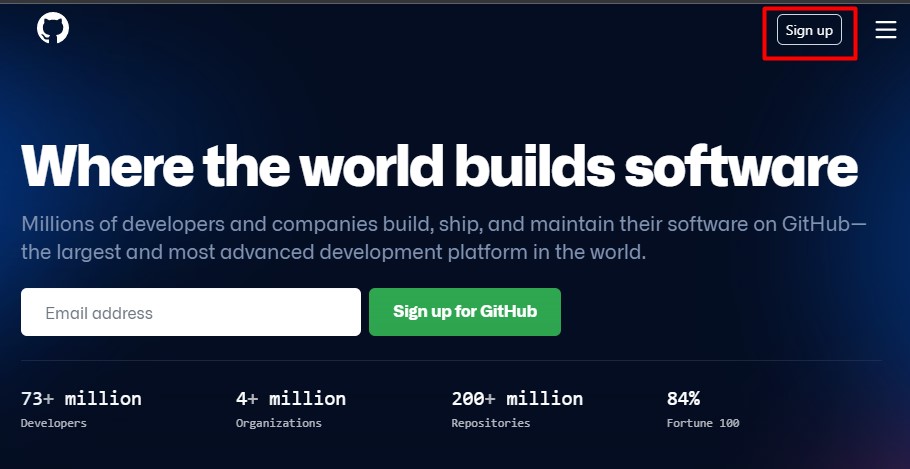 Sign up
Where the world builds software
Millions of developers and companies build, ship, and maintain their software on GitHub—
the largest and most advanced development platform in the world.
Email address
Sign up for GitHub
73+ million
4+ million
200+ million
84%
Developers
Organizations
Repositories
Fortune 100